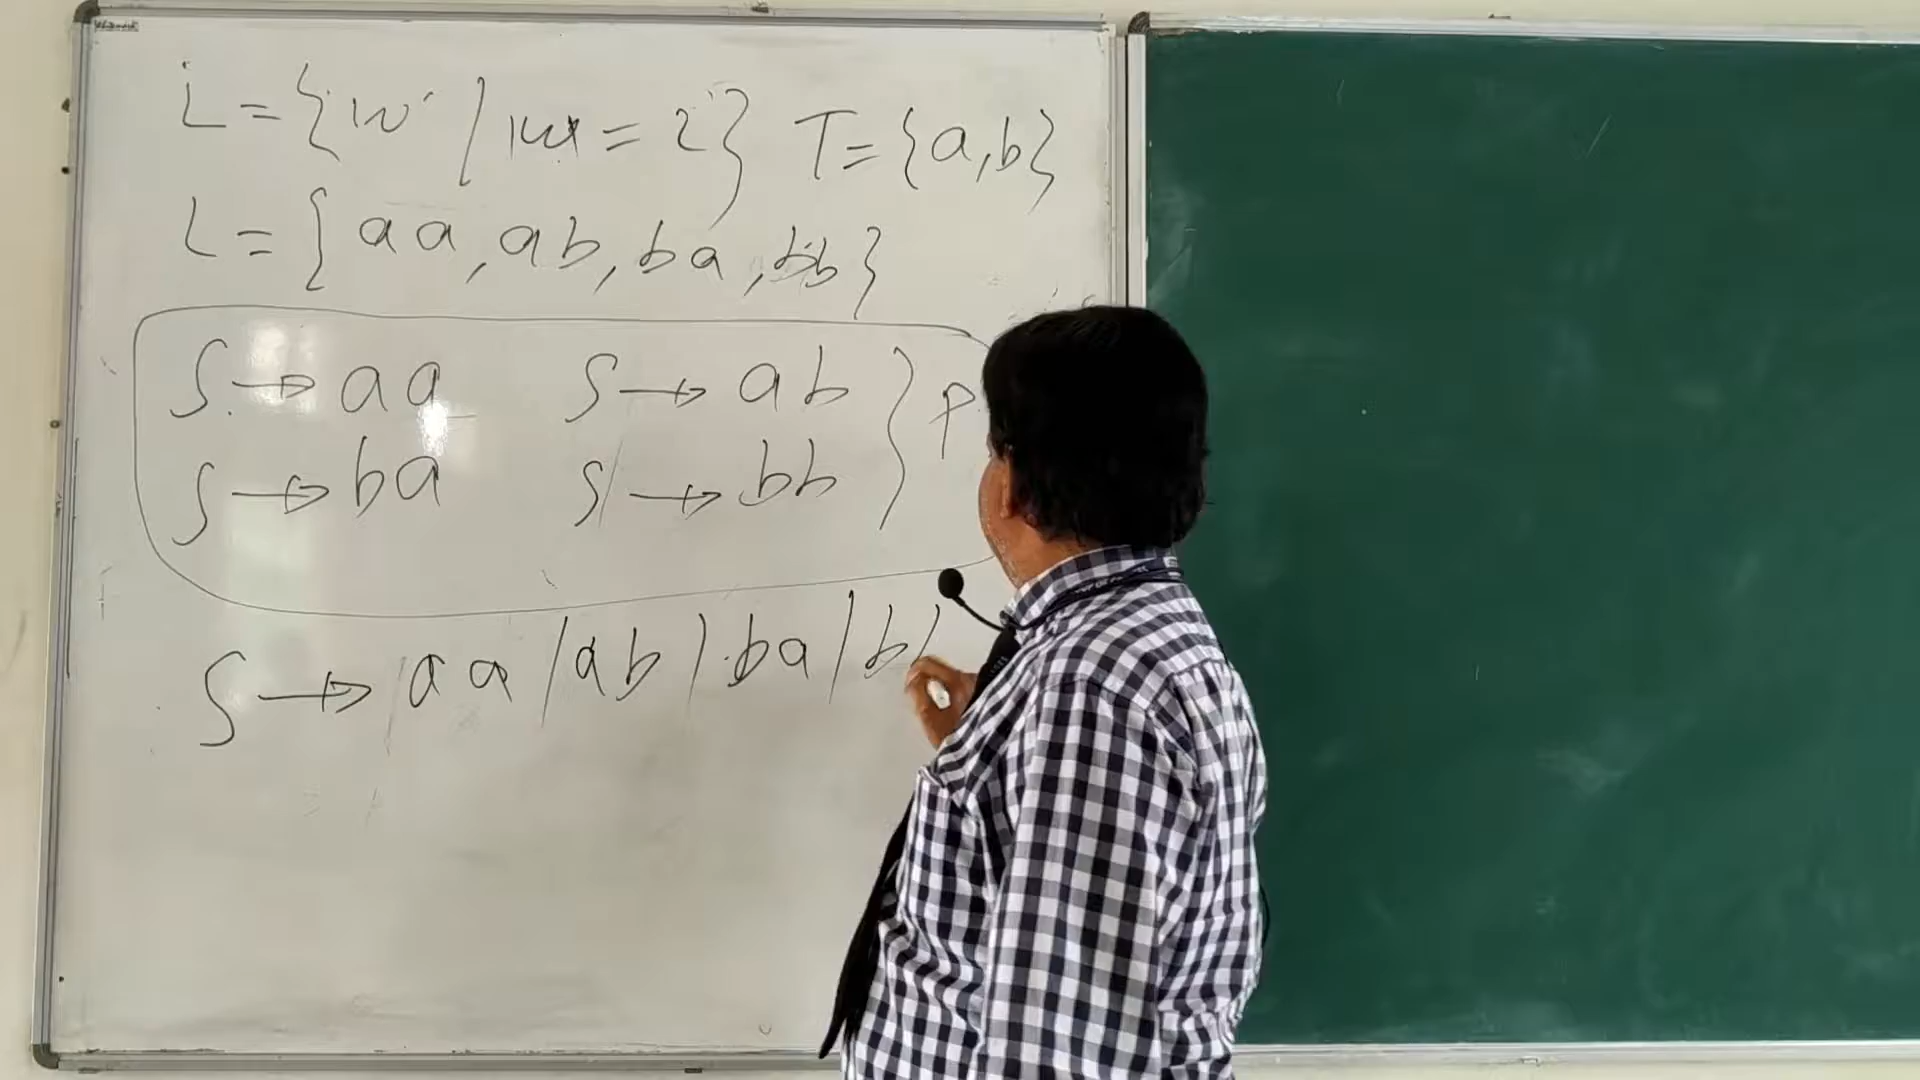 L = {w / |w| = 2} T = {a,b}
L = {aa, ab, ba, bb}
S → aa S → ab } P
S → ba S → bb
S → aa / ab / ba / b